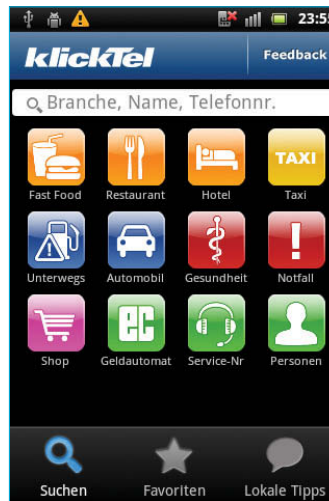 23:55
klickTel
Feedback
Branche, Name, Telefonnr.
TAXI
Fast Food
Restaurant
Hotel
Taxi
Unterwegs
Automobil
Gesundheit
!
Notfall
EC
Shop
Geldautomat
Service-Nr
Personen
Suchen
Favoriten
Lokale Tipps